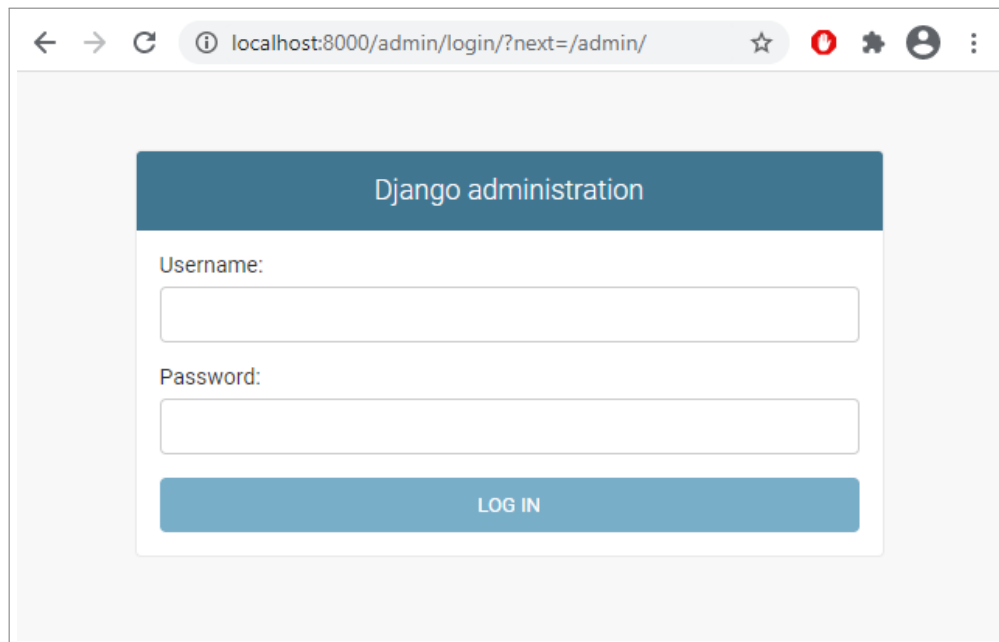 localhost:8000/admin/login/?next=/admin/
Django administration
Username:
Password:
LOG IN